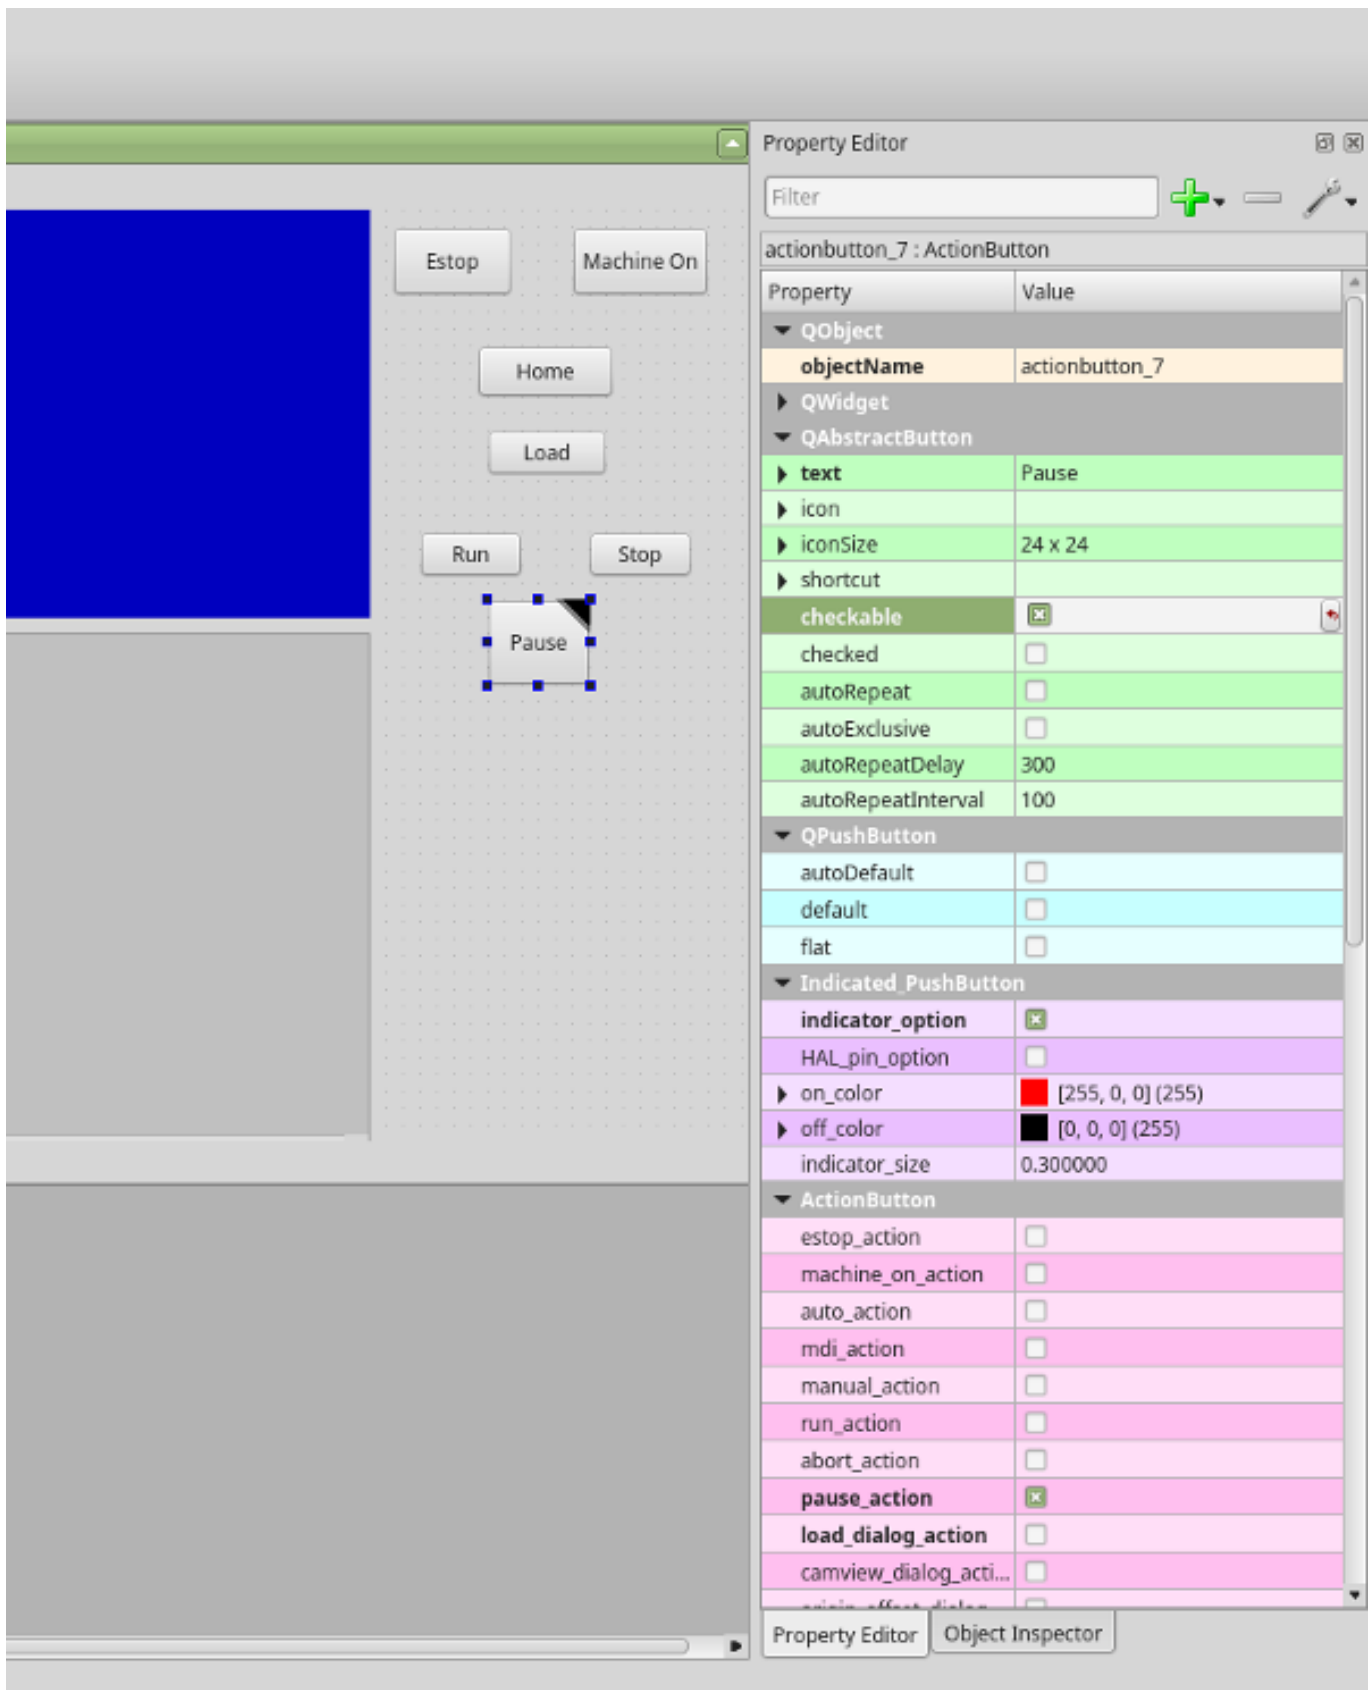 Property Editor
Filter
actionbutton_7 : ActionButton
Property Value
QObject
objectName actionbutton_7
QWidget
QAbstractButton
text Pause
icon
iconSize 24 x 24
shortcut
checkable
checked
autoRepeat
autoExclusive
autoRepeatDelay 300
autoRepeatInterval 100
QPushButton
autoDefault
default
flat
Indicated_PushButton
indicator_option
HAL_pin_option
on_color [255, 0, 0] (255)
off_color [0, 0, 0] (255)
indicator_size 0.300000
ActionButton
estop_action
machine_on_action
auto_action
mdi_action
manual_action
run_action
abort_action
pause_action
load_dialog_action
camview_dialog_acti...
Property Editor Object Inspector
Estop Machine On
Home
Load
Run Stop
Pause